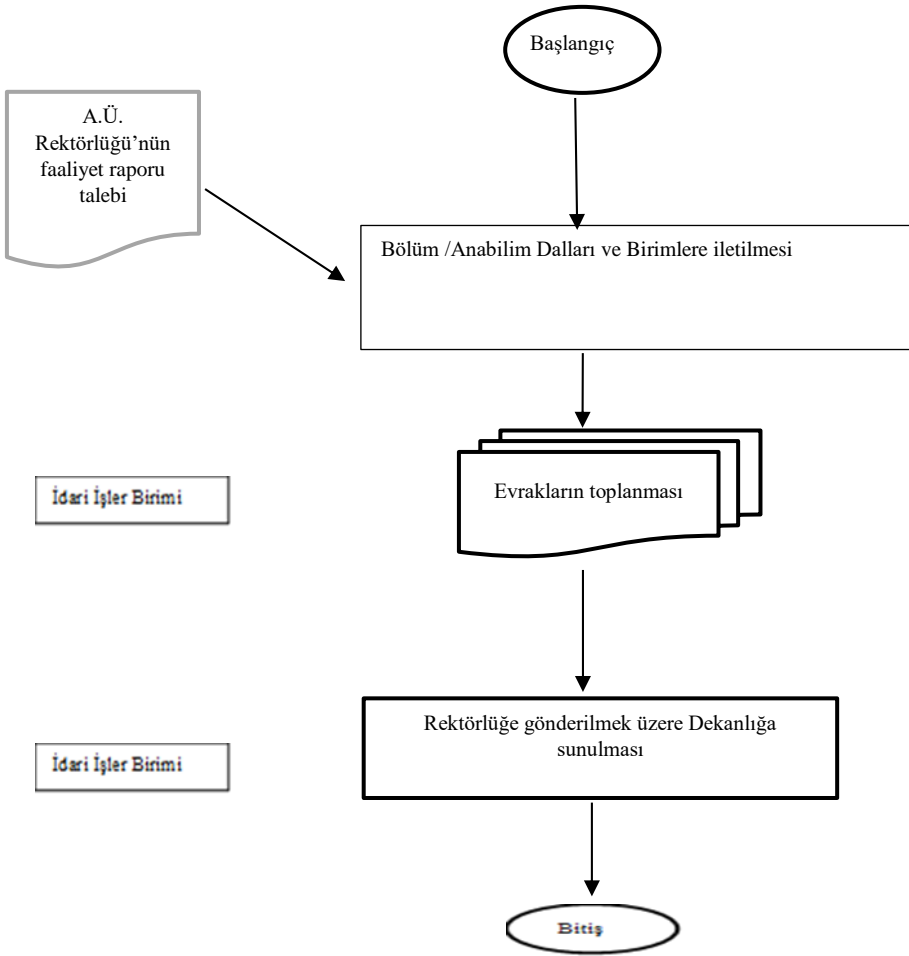 Başlangıç
A.Ü.
Rektörlüğü’nün
faaliyet raporu
talebi
Bölüm /Anabilim Dalları ve Birimlere iletilmesi
İdari İşler Birimi
Evrakların toplanması
Rektörlüğe gönderilmek üzere Dekanlığa
sunulması
İdari İşler Birimi
Bitiş